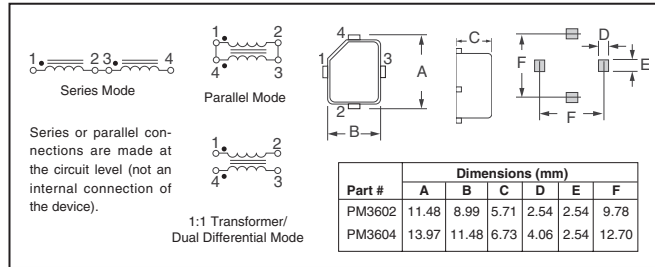 1 2 3 4
Series Mode
Series or parallel con-
nections are made at
the circuit level (not an
internal connection of
the device).
1 2
4 3
Parallel Mode
1 2
4 3
1:1 Transformer/
Dual Differential Mode
4
1 3
2
A
B
C
D
E
F
F
Dimensions (mm)
Part # A B C D E F
PM3602 11.48 8.99 5.71 2.54 2.54 9.78
PM3604 13.97 11.48 6.73 4.06 2.54 12.70